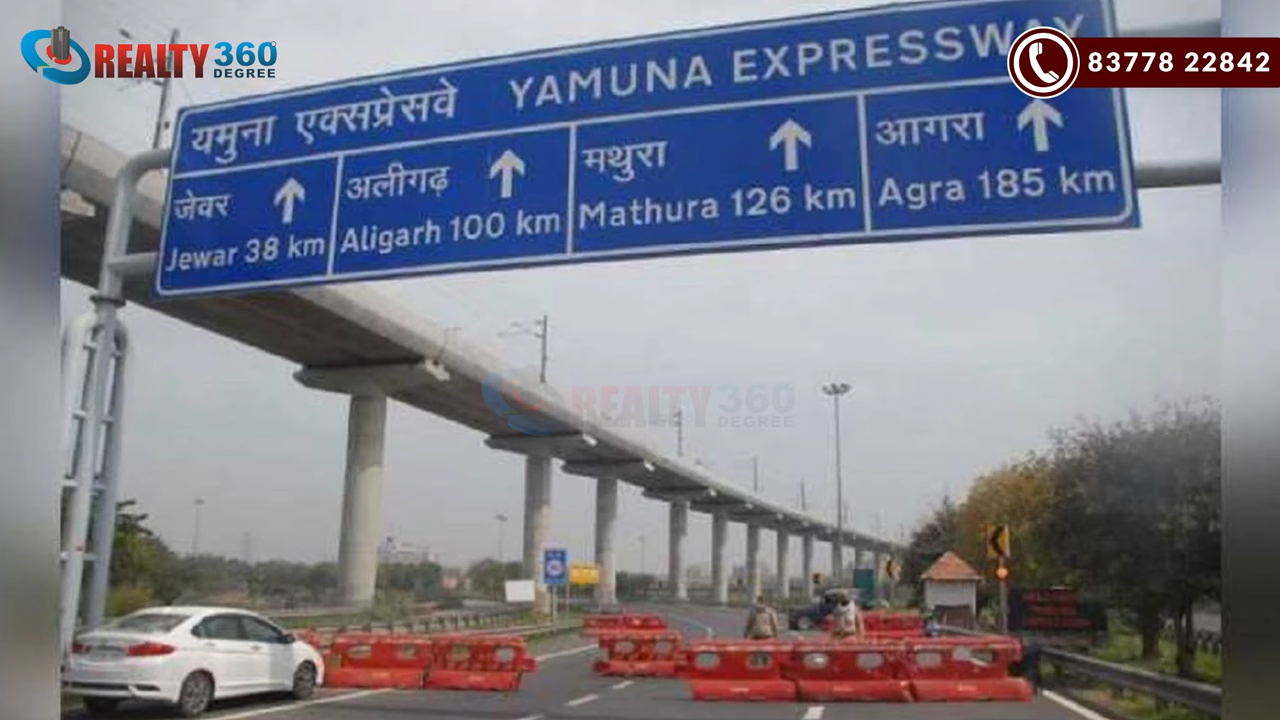 REALTY 360
DEGREE
83778 22842
यमुना एक्सप्रेसवे YAMUNA EXPRESSWAY
जेवर
Jewar 38 km
अलीगढ़
Aligarh 100 km
मथुरा
Mathura 126 km
आगरा
Agra 185 km
REALTY 360
DEGREE